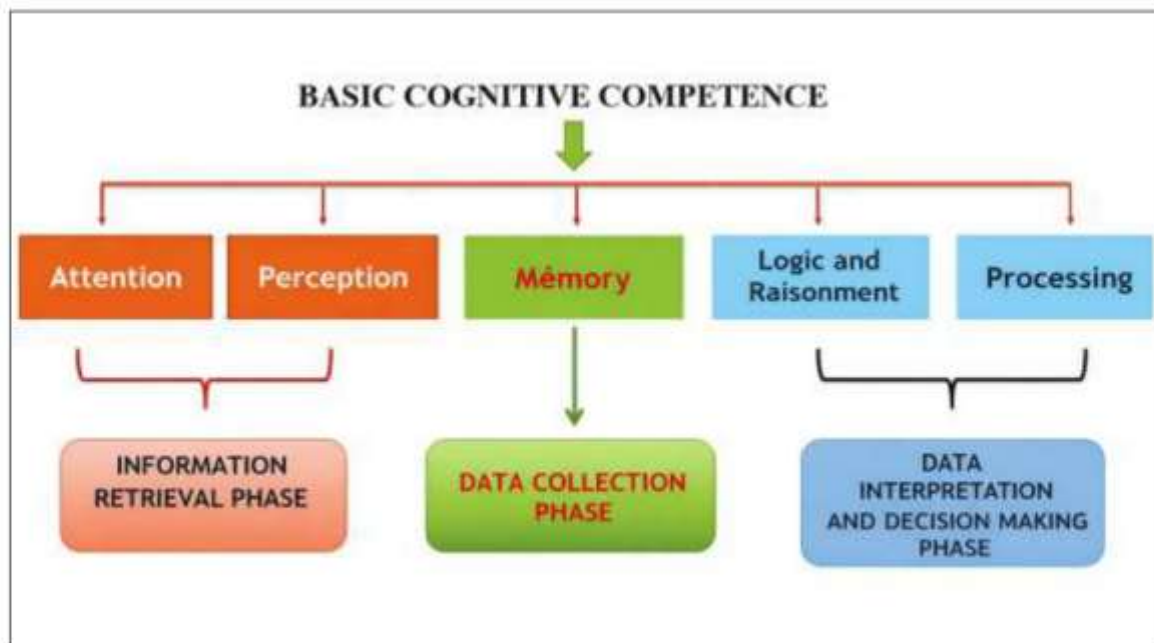 BASIC COGNITIVE COMPETENCE
Attention
Perception
Mêmory
Logic and
Raisonment
Processing
INFORMATION
RETRIEVAL PHASE
DATA COLLECTION
PHASE
DATA
INTERPRETATION
AND DECISION MAKING
PHASE